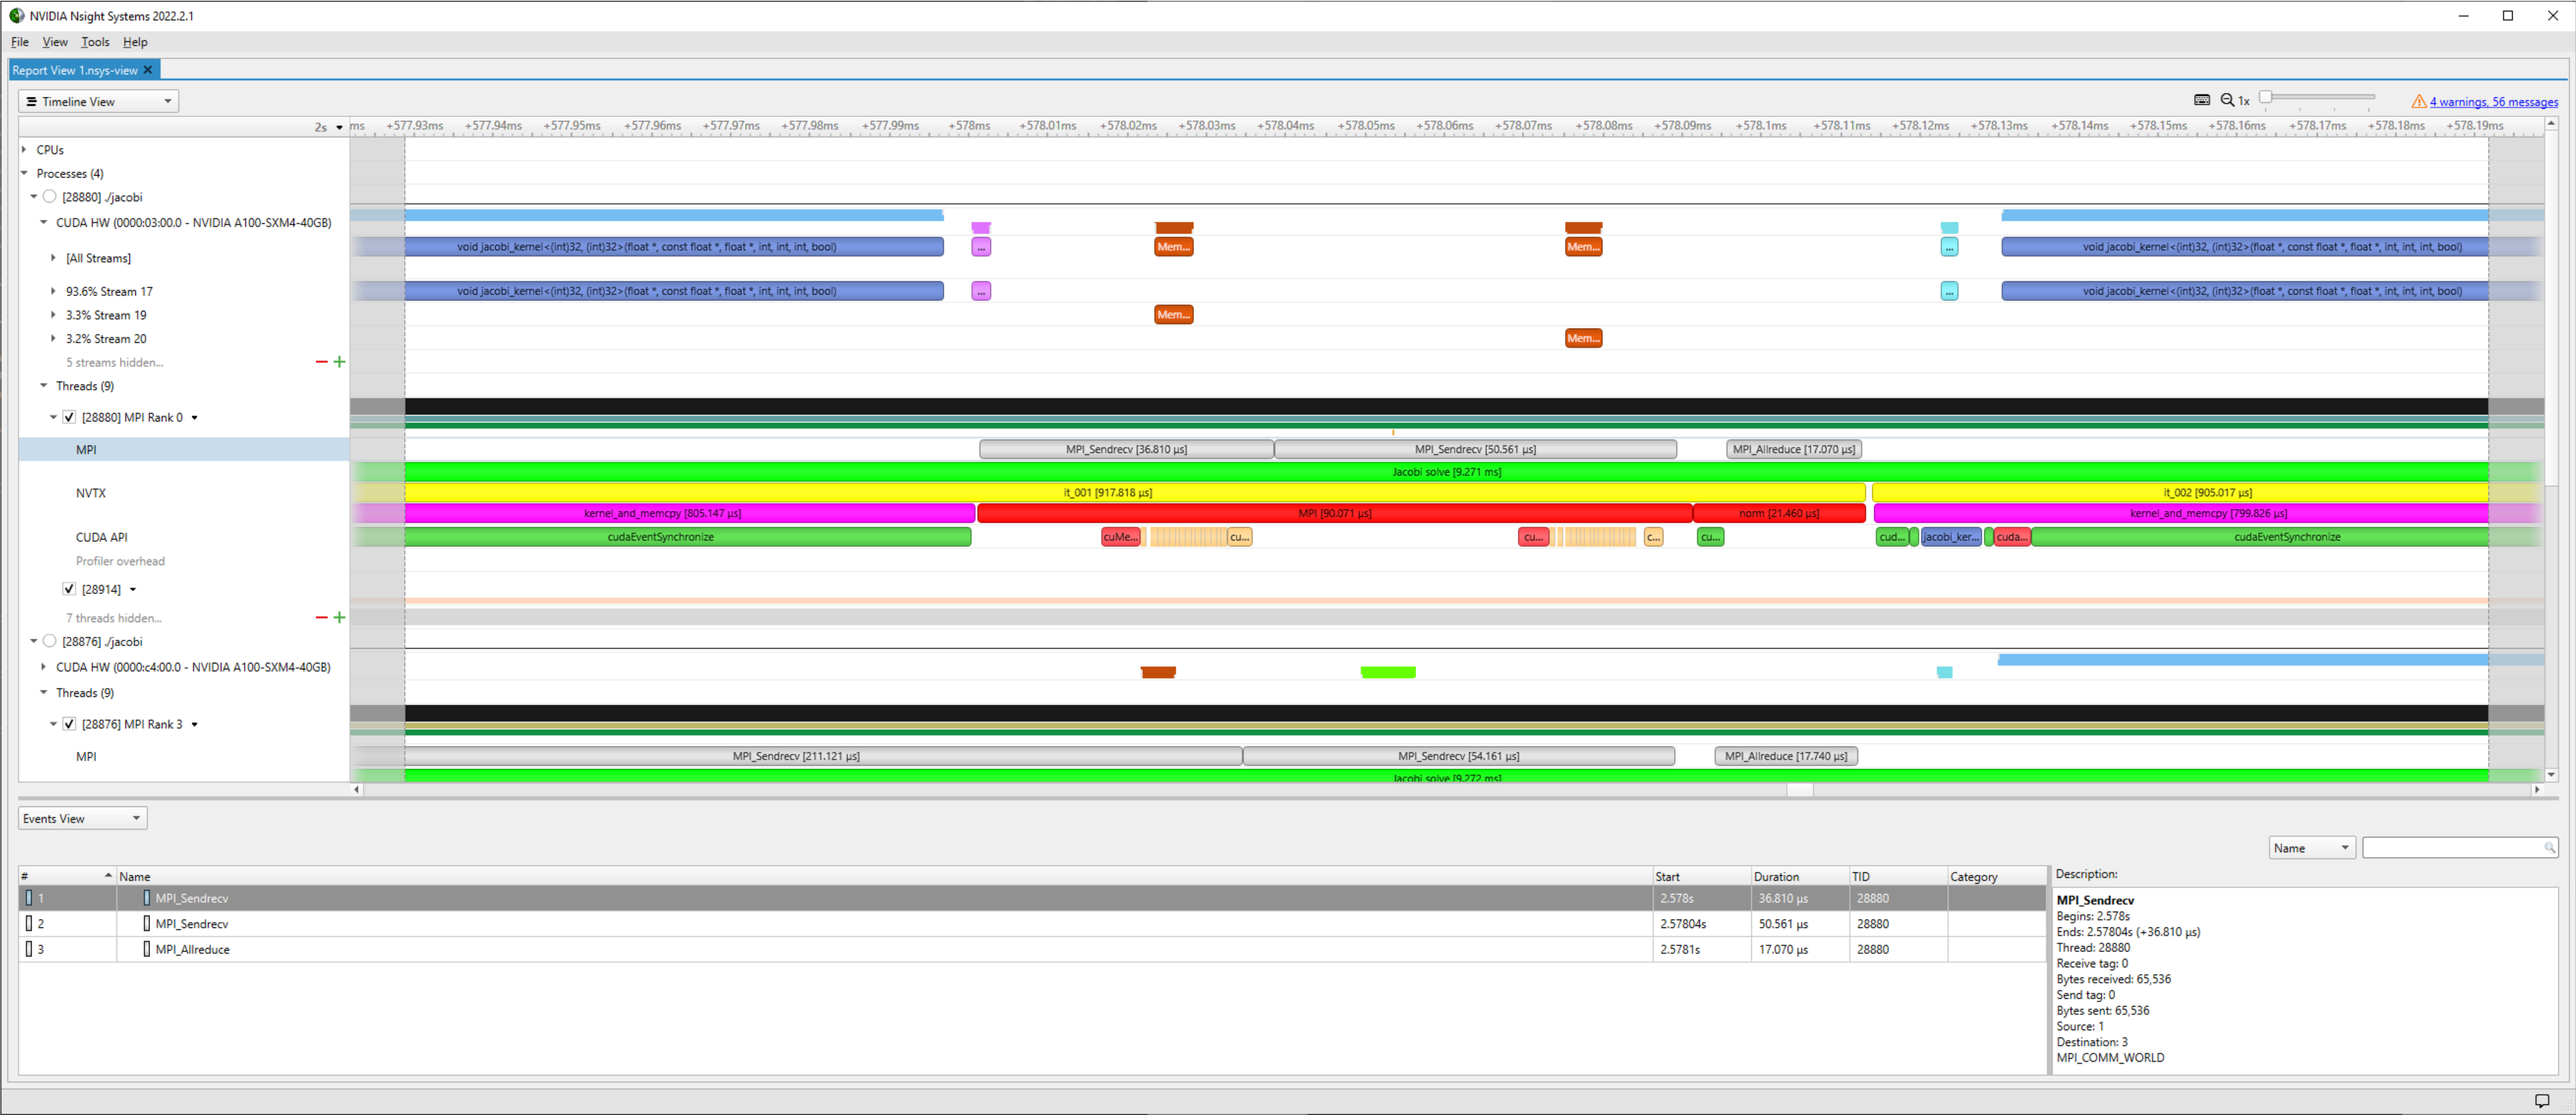 NVIDIA Nsight Systems 2022.2.1
File View Tools Help
Report View 1.nsys-view
Timeline View
1x
4 warnings, 56 messages
2s ms +577.93ms +577.94ms +577.95ms +577.96ms +577.97ms +577.98ms +577.99ms +578ms +578.01ms +578.02ms +578.03ms +578.04ms +578.05ms +578.06ms +578.07ms +578.08ms +578.09ms +578.1ms +578.11ms +578.12ms +578.13ms +578.14ms +578.15ms +578.16ms +578.17ms +578.18ms +578.19ms
CPUs
Processes (4)
[28880] ./jacobi
CUDA HW (0000:03:00.0 - NVIDIA A100-SXM4-40GB)
void jacobi_kernel<(int)32, (int)32>(float *, const float *, float *, int, int, int, bool) ... Mem... Mem... ... void jacobi_kernel<(int)32, (int)32>(float *, const float *, float *, int, int, int, bool)
[All Streams]
93.6% Stream 17 void jacobi_kernel<(int)32, (int)32>(float *, const float *, float *, int, int, int, bool) ... ... void jacobi_kernel<(int)32, (int)32>(float *, const float *, float *, int, int, int, bool)
3.3% Stream 19 Mem...
3.2% Stream 20 Mem...
5 streams hidden... − +
Threads (9)
[28880] MPI Rank 0
MPI MPI_Sendrecv [36.810 µs] MPI_Sendrecv [50.561 µs] MPI_Allreduce [17.070 µs]
Jacobi solve [9.271 ms]
NVTX it_001 [917.818 µs] it_002 [905.017 µs]
kernel_and_memcpy [805.147 µs] MPI [90.071 µs] norm [21.460 µs] kernel_and_memcpy [799.826 µs]
CUDA API cudaEventSynchronize cuMe... cu... cu... c... cu... cud... jacobi_ker... cuda... cudaEventSynchronize
Profiler overhead
[28914]
7 threads hidden... − +
[28876] ./jacobi
CUDA HW (0000:c4:00.0 - NVIDIA A100-SXM4-40GB)
Threads (9)
[28876] MPI Rank 3
MPI MPI_Sendrecv [211.121 µs] MPI_Sendrecv [54.161 µs] MPI_Allreduce [17.740 µs]
Jacobi solve [9.272 ms]
Events View
Name
# Name Start Duration TID Category
1 MPI_Sendrecv 2.578s 36.810 µs 28880
2 MPI_Sendrecv 2.57804s 50.561 µs 28880
3 MPI_Allreduce 2.5781s 17.070 µs 28880
Description:
MPI_Sendrecv
Begins: 2.578s
Ends: 2.57804s (+36.810 µs)
Thread: 28880
Receive tag: 0
Bytes received: 65,536
Send tag: 0
Bytes sent: 65,536
Source: 1
Destination: 3
MPI_COMM_WORLD